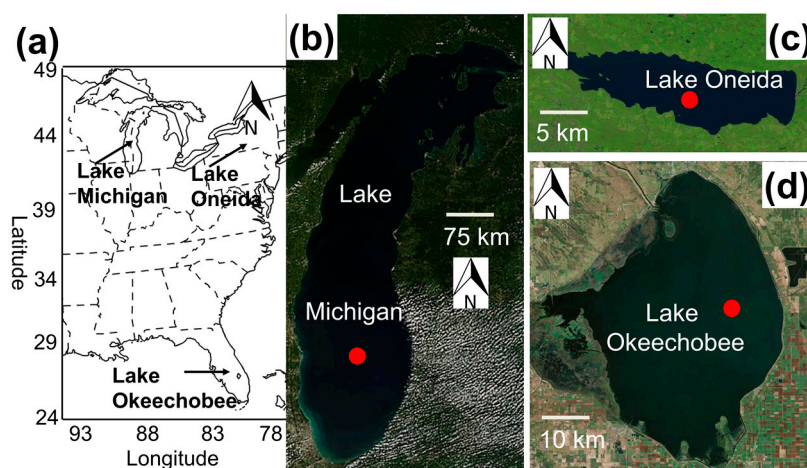 (a)
49
44
39
34
29
24
Latitude
93
88
83
78
Longitude
N
Lake
Michigan
Lake
Oneida
Lake
Okeechobee
(b)
Lake
75 km
N
Michigan
(c)
N
Lake Oneida
5 km
(d)
N
Lake
Okeechobee
10 km